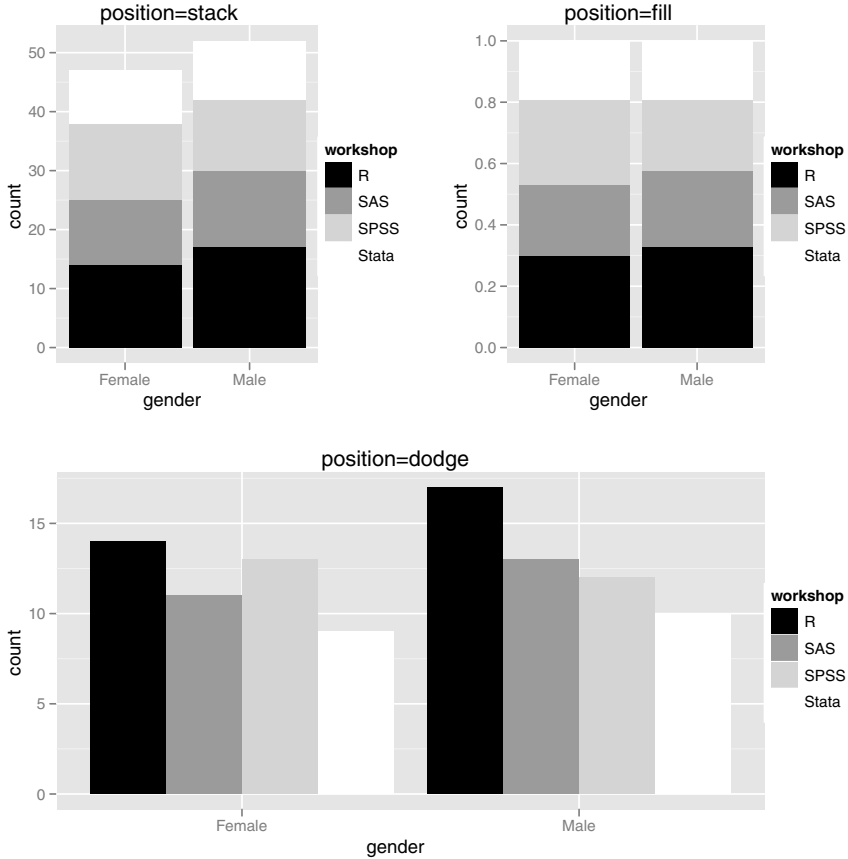 position=stack
50
40
30
20
10
0
count
Female
Male
gender
workshop
R
SAS
SPSS
Stata
position=fill
1.0
0.8
0.6
0.4
0.2
0.0
count
Female
Male
gender
workshop
R
SAS
SPSS
Stata
position=dodge
15
10
5
0
count
Female
Male
gender
workshop
R
SAS
SPSS
Stata